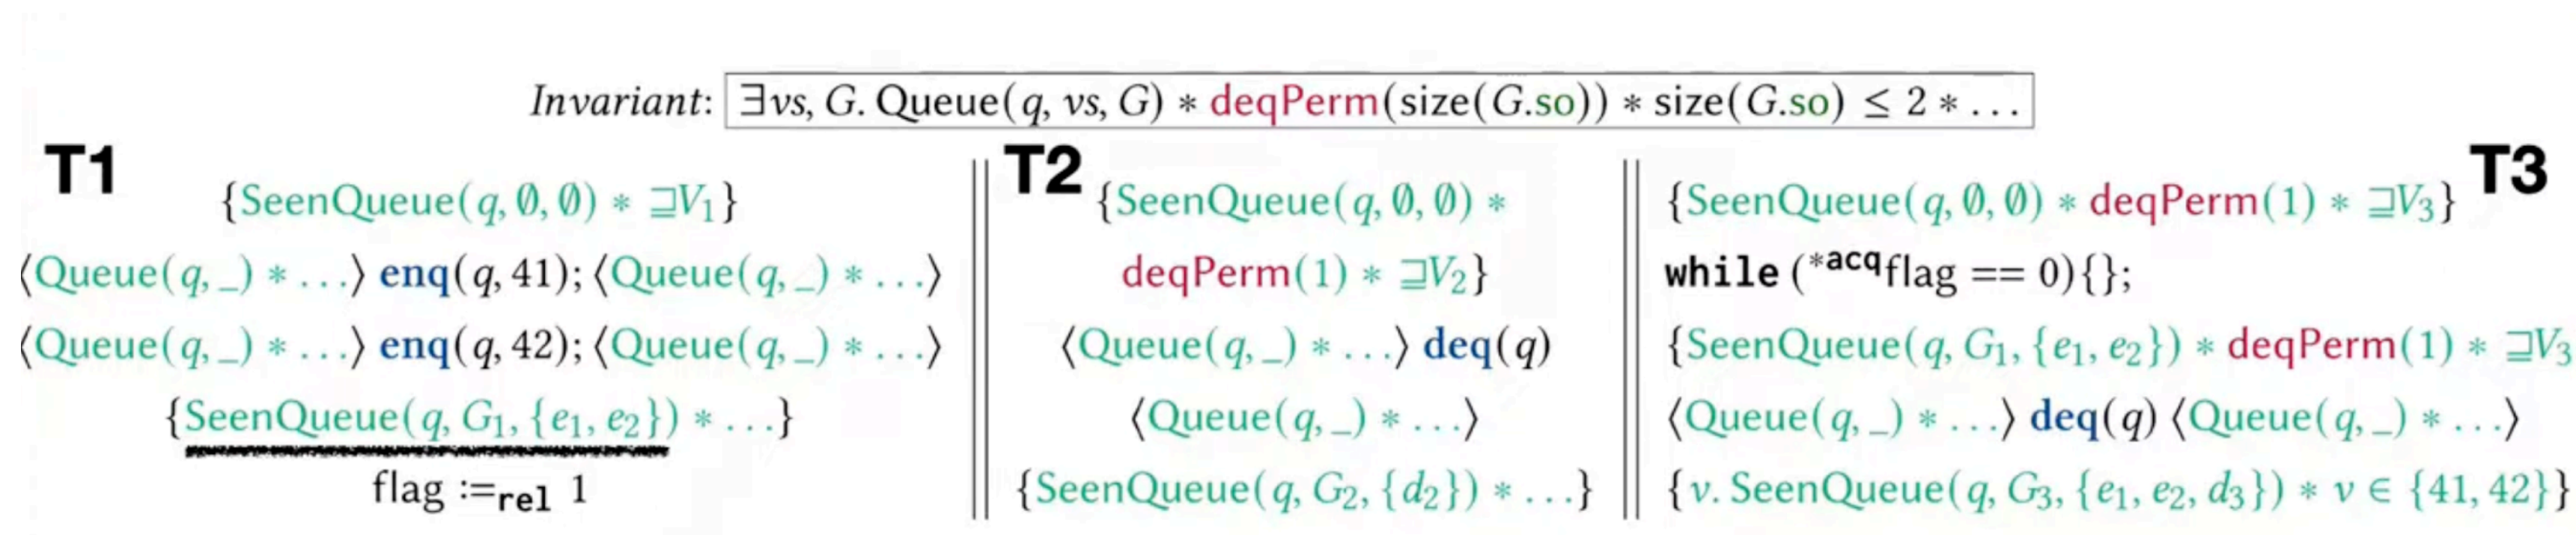 Invariant: ∃vs, G. Queue(q, vs, G) * deqPerm(size(G.so)) * size(G.so) ≤ 2 * ...
T1
{SeenQueue(q, ∅, ∅) * ⊒V₁}
⟨Queue(q, _) * ...⟩ enq(q, 41); ⟨Queue(q, _) * ...⟩
⟨Queue(q, _) * ...⟩ enq(q, 42); ⟨Queue(q, _) * ...⟩
{SeenQueue(q, G₁, {e₁, e₂}) * ...}
flag :=rel 1
T2
{SeenQueue(q, ∅, ∅) *
deqPerm(1) * ⊒V₂}
⟨Queue(q, _) * ...⟩ deq(q)
⟨Queue(q, _) * ...⟩
{SeenQueue(q, G₂, {d₂}) * ...}
T3
{SeenQueue(q, ∅, ∅) * deqPerm(1) * ⊒V₃}
while (*acq flag == 0){};
{SeenQueue(q, G₁, {e₁, e₂}) * deqPerm(1) * ⊒V₃
⟨Queue(q, _) * ...⟩ deq(q) ⟨Queue(q, _) * ...⟩
{v. SeenQueue(q, G₃, {e₁, e₂, d₃}) * v ∈ {41, 42}}